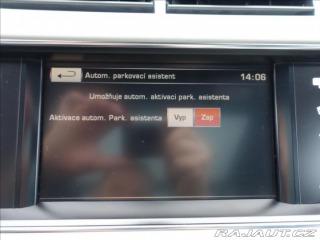 Autom. parkovací asistent 14:06
Umožňuje autom. aktivaci park. asistenta
Aktivace autom. Park. asistenta Vyp Zap
RAJAUT.CZ